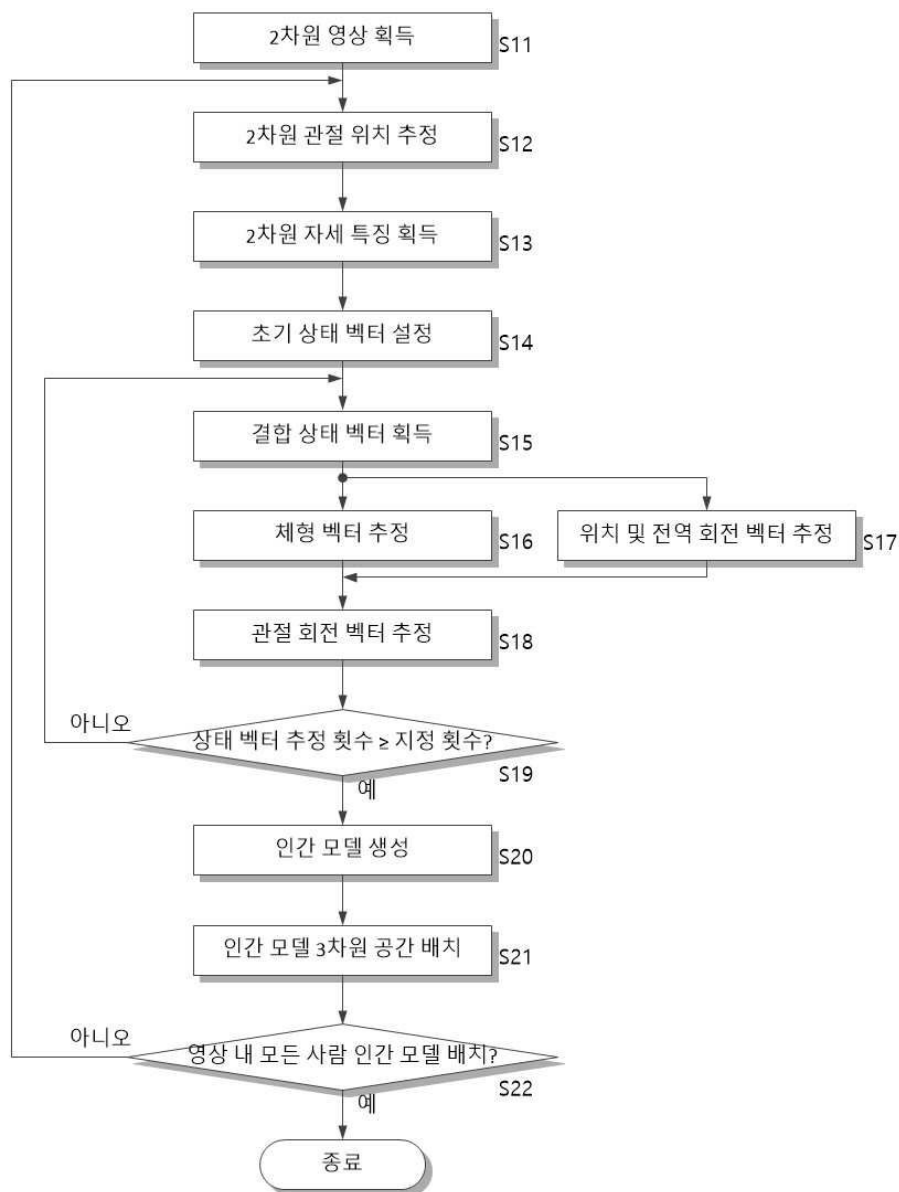 2차원 영상 획득
S11
2차원 관절 위치 추정
S12
2차원 자세 특징 획득
S13
초기 상태 벡터 설정
S14
결합 상태 벡터 획득
S15
체형 벡터 추정
S16
위치 및 전역 회전 벡터 추정
S17
관절 회전 벡터 추정
S18
아니오
상태 벡터 추정 횟수 ≥ 지정 횟수?
S19
예
인간 모델 생성
S20
인간 모델 3차원 공간 배치
S21
아니오
영상 내 모든 사람 인간 모델 배치?
S22
예
종료